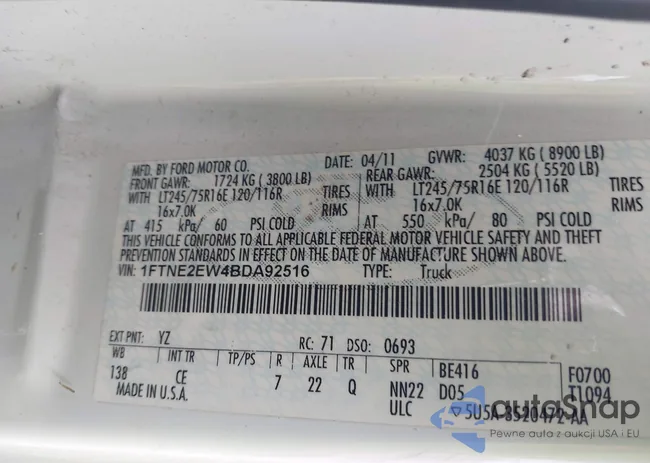 MFD. BY FORD MOTOR CO.
DATE: 04/11 GVWR: 4037 KG ( 8900 LB)
FRONT GAWR: 1724 KG ( 3800 LB) REAR GAWR: 2504 KG ( 5520 LB)
WITH LT245/75R16E 120/116R TIRES WITH LT245/75R16E 120/116R TIRES
16x7.0K RIMS 16x7.0K RIMS
AT 415 kPa/ 60 PSI COLD AT 550 kPa/ 80 PSI COLD
THIS VEHICLE CONFORMS TO ALL APPLICABLE FEDERAL MOTOR VEHICLE SAFETY AND THEFT
PREVENTION STANDARDS IN EFFECT ON THE DATE OF MANUFACTURE SHOWN ABOVE.
VIN: 1FTNE2EW4BDA92516 TYPE: Truck
EXT PNT: YZ RC: 71 DSO: 0693
WB INT TR TP/PS R AXLE TR SPR BE416 F0700
138 CE 7 22 Q NN22 D05 T1094
MADE IN U.S.A. ULC ▽ 5U5A-3520472-AA
autoSnap
Pewne auta z aukcji USA i EU